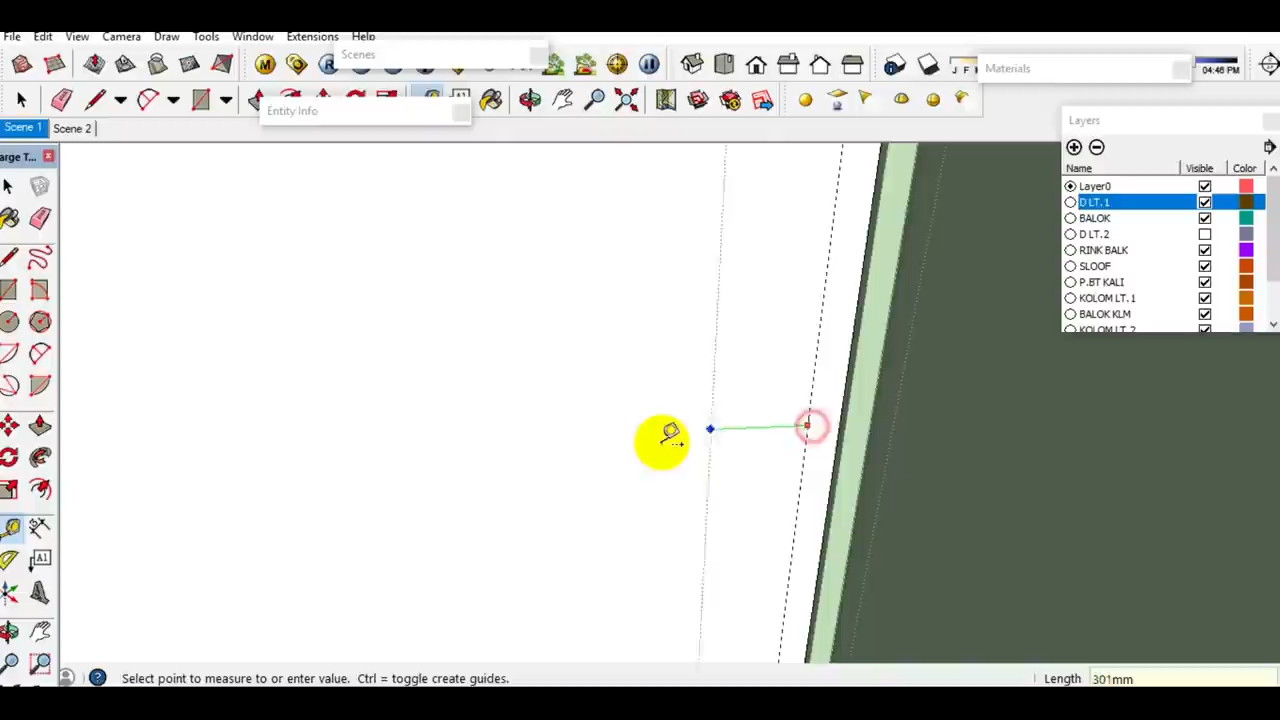 File Edit View Camera Draw Tools Window Extensions Help
Scenes
Materials
J F
04:46 PM
Entity Info
Scene 1 Scene 2
Layers
arge T...
Name Visible Color
Layer0
D LT.1
BALOK
D LT.2
RINK BALK
SLOOF
P.BT KALI
KOLOM LT.1
BALOK KLM
KOLOM LT.2
Select point to measure to or enter value. Ctrl = toggle create guides.
Length 301mm